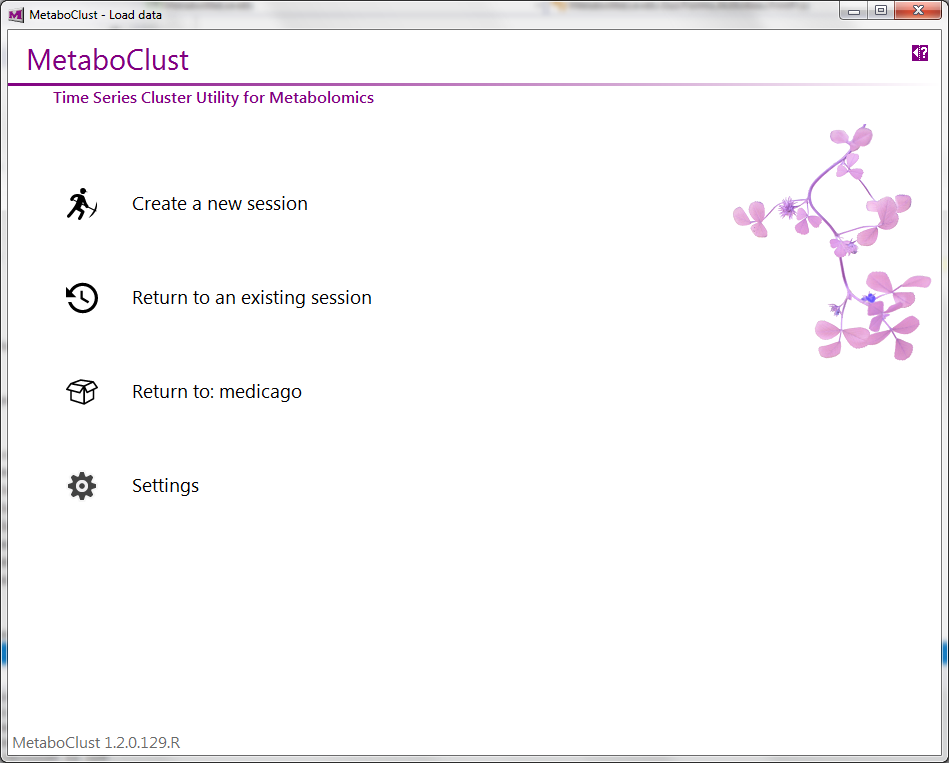 MetaboClust - Load data
MetaboClust
Time Series Cluster Utility for Metabolomics
Create a new session
Return to an existing session
Return to: medicago
Settings
MetaboClust 1.2.0.129.R